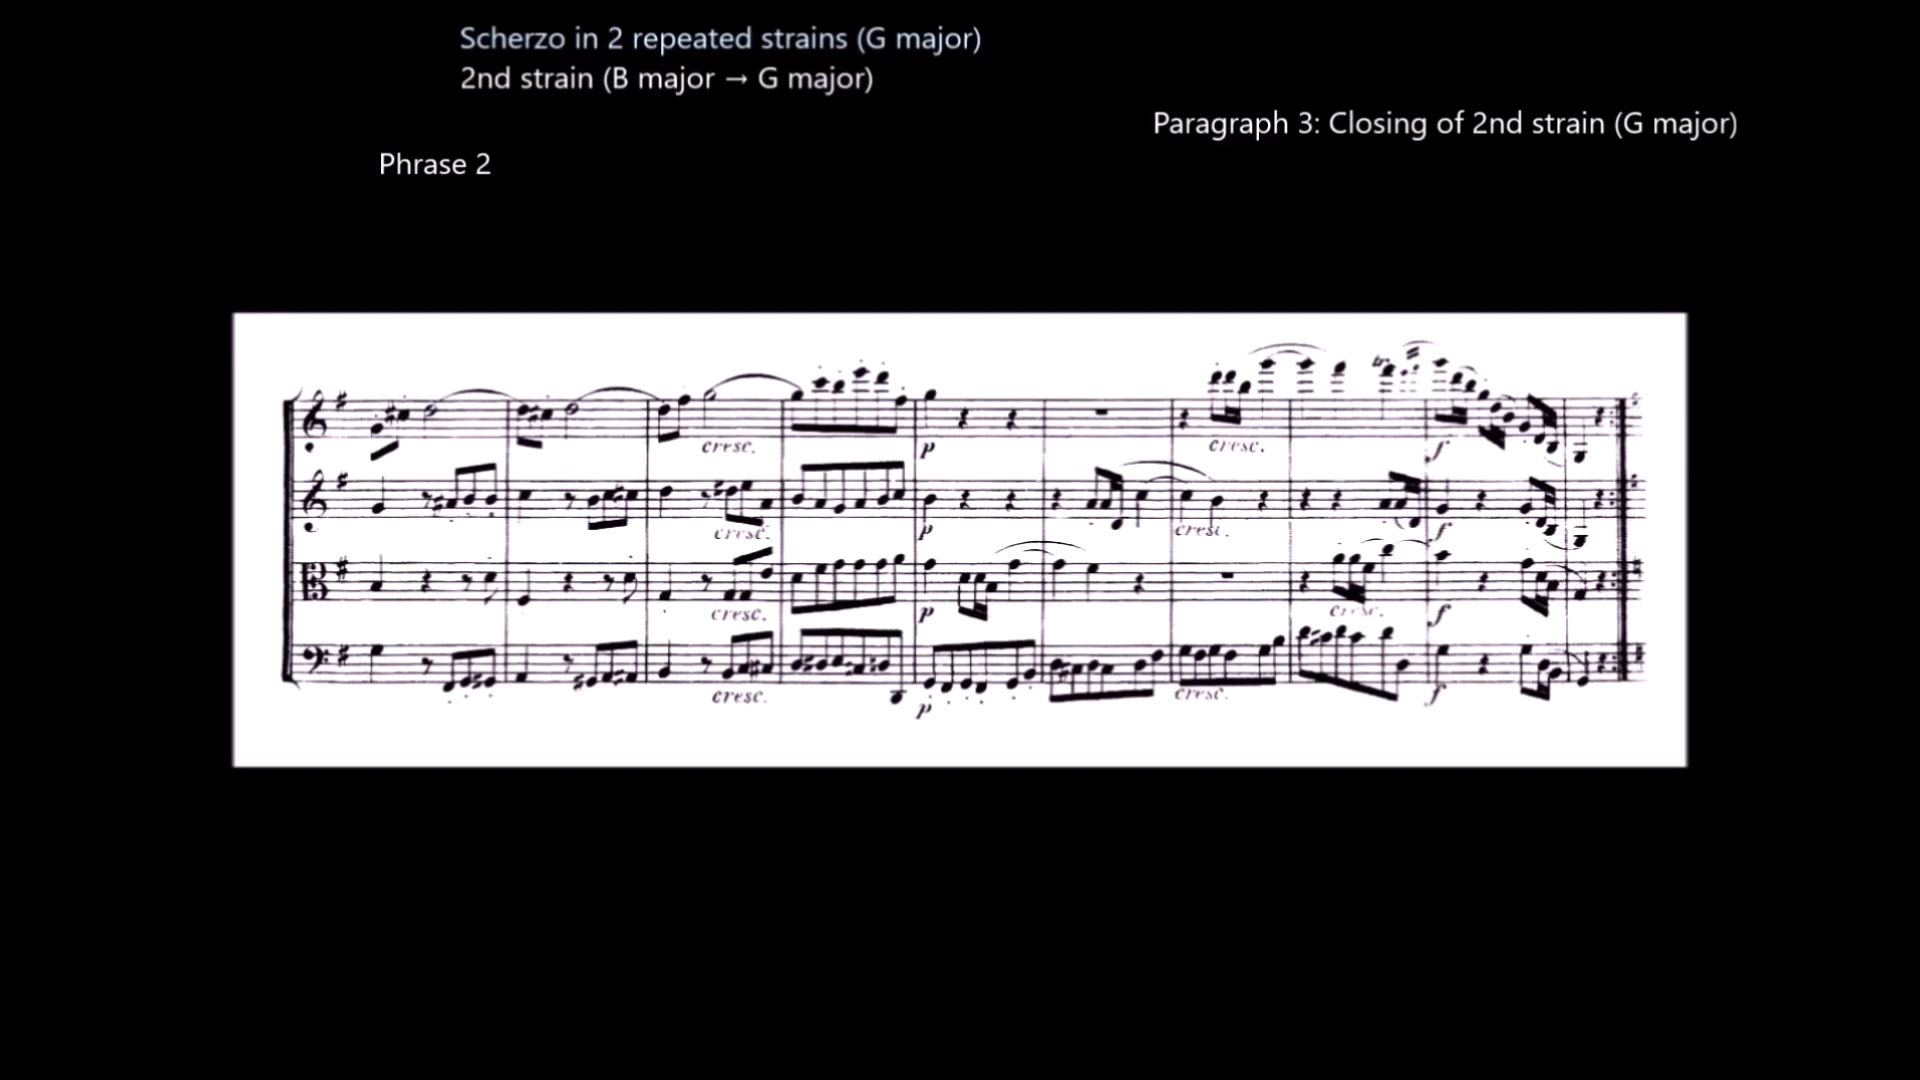 Scherzo in 2 repeated strains (G major)
2nd strain (B major → G major)
Paragraph 3: Closing of 2nd strain (G major)
Phrase 2
cresc. p cresc. f
cresc. p cresc. f
cresc. p cresc. f
cresc. p cresc. f